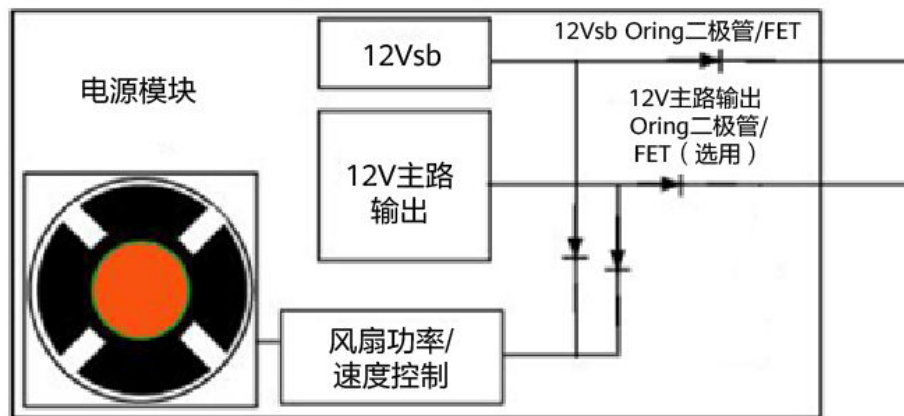 12Vsb Oring二极管/FET
12Vsb
电源模块
12V主路输出
Oring二极管/
FET（选用）
12V主路
输出
风扇功率/
速度控制